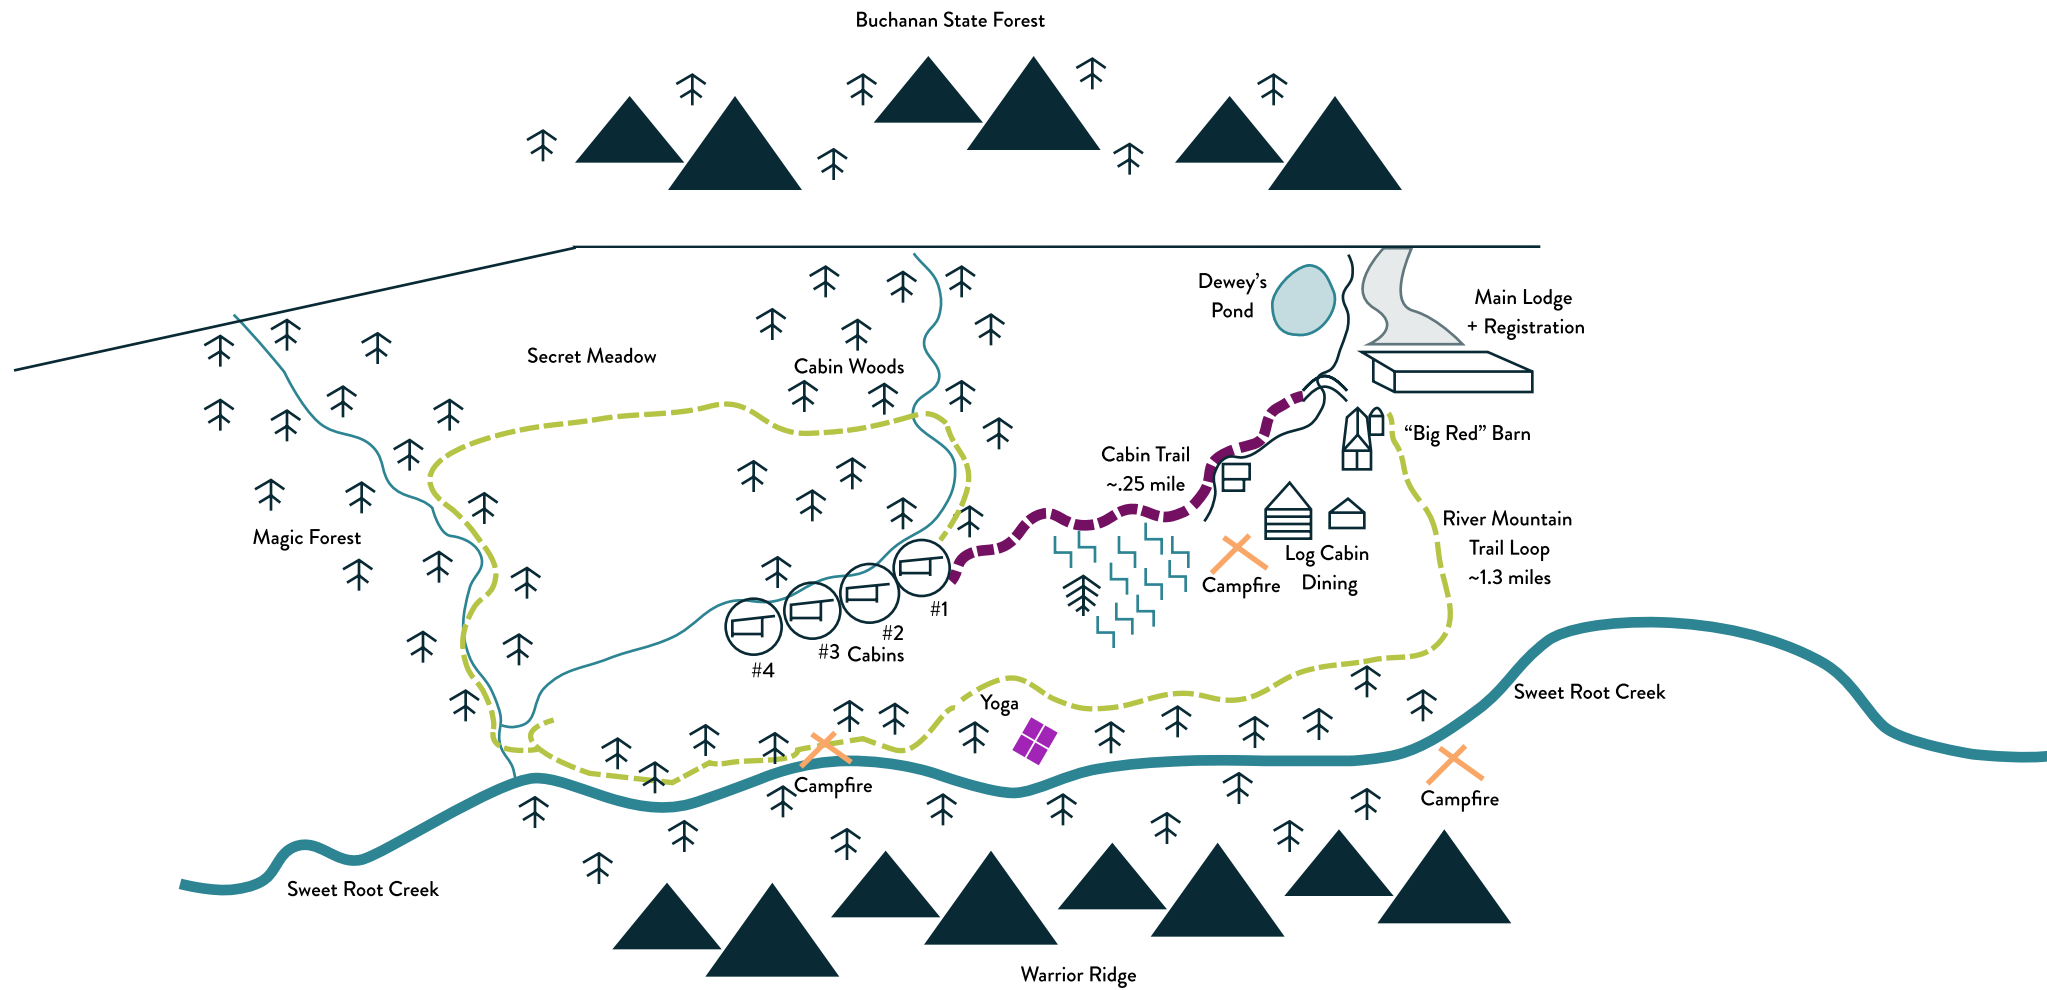 Buchanan State Forest
Dewey's
Pond
Main Lodge
+ Registration
Secret Meadow
Cabin Woods
"Big Red" Barn
Cabin Trail
~.25 mile
Magic Forest
River Mountain
Trail Loop
~1.3 miles
Log Cabin
Dining
Campfire
#1
#2
#3
Cabins
#4
Yoga
Sweet Root Creek
Campfire
Campfire
Sweet Root Creek
Warrior Ridge